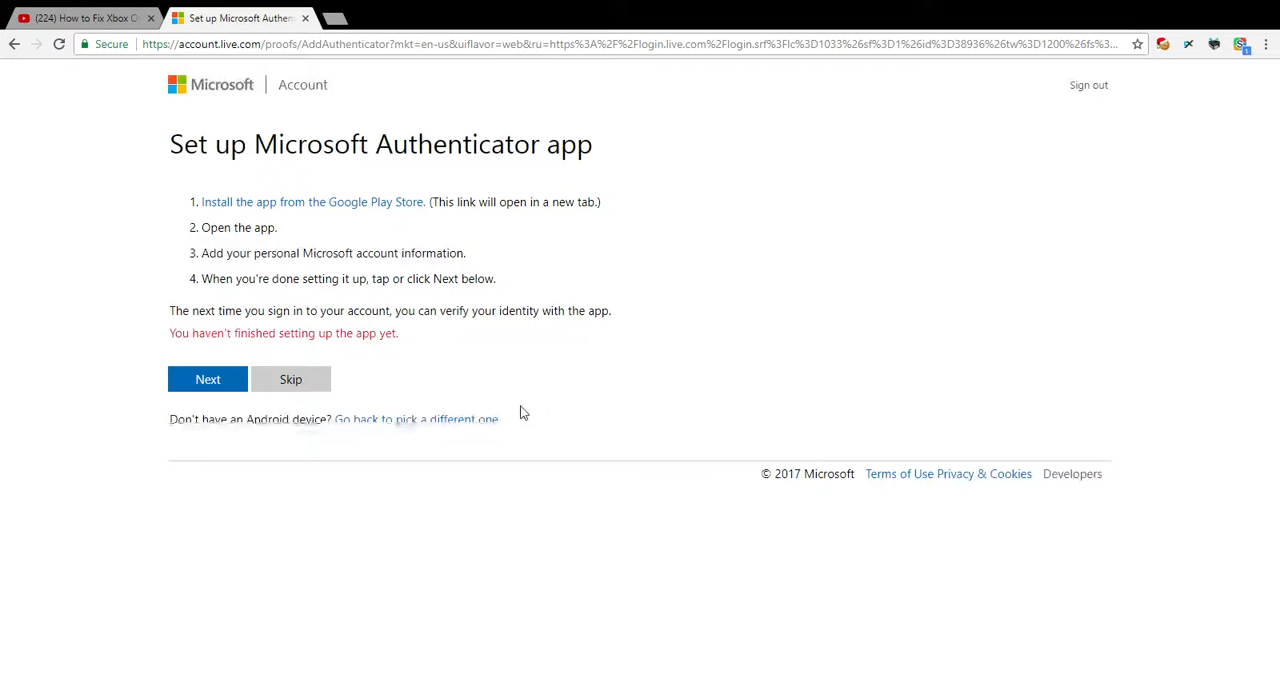 (224) How to Fix Xbox O
Set up Microsoft Authen
Secure
https://account.live.com/proofs/AddAuthenticator?mkt=en-us&uiflavor=web&ru=https%3A%2F%2Flogin.live.com%2Flogin.srf%3Flc%3D1033%26sf%3D1%26id%3D38936%26tw%3D1200%26fs%3...
1
Microsoft | Account
Sign out
Set up Microsoft Authenticator app
1. Install the app from the Google Play Store. (This link will open in a new tab.)
2. Open the app.
3. Add your personal Microsoft account information.
4. When you're done setting it up, tap or click Next below.
The next time you sign in to your account, you can verify your identity with the app.
You haven't finished setting up the app yet.
Next
Skip
Don't have an Android device? Go back to pick a different one
© 2017 Microsoft Terms of Use Privacy & Cookies Developers